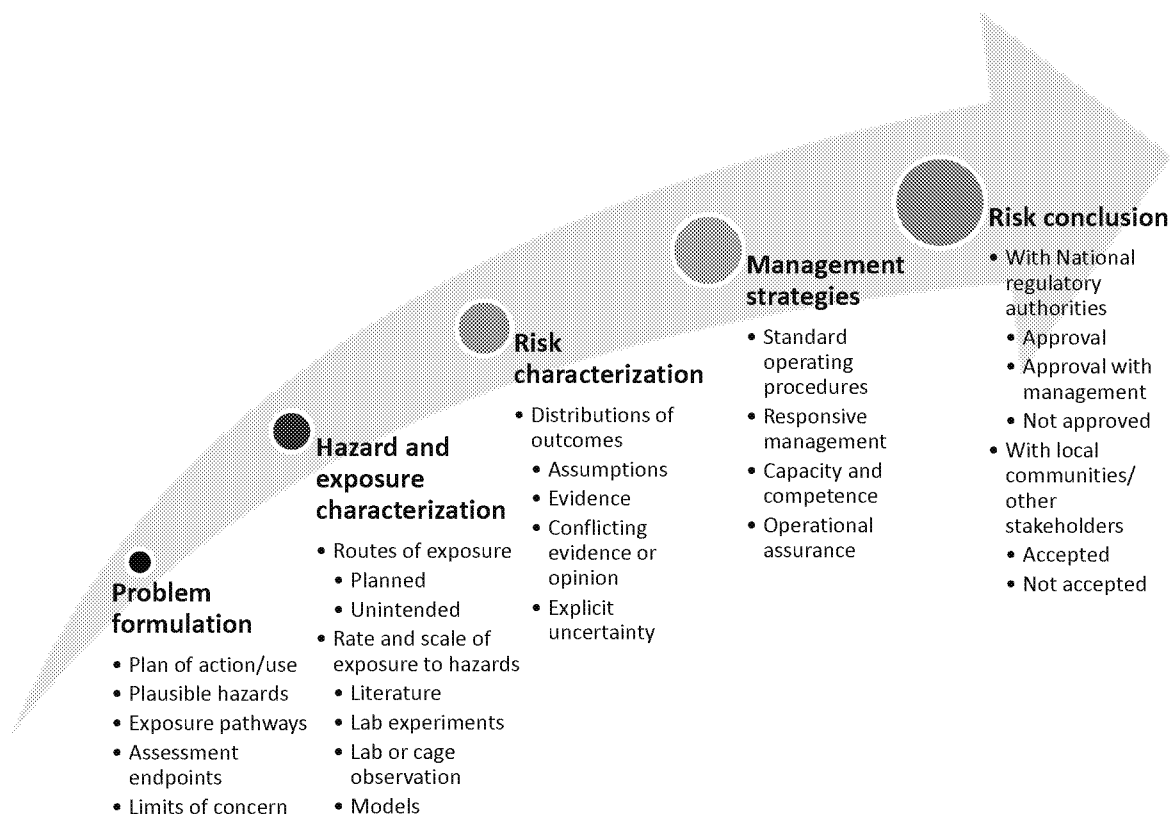 Problem
formulation
• Plan of action/use
• Plausible hazards
• Exposure pathways
• Assessment
endpoints
• Limits of concern
Hazard and
exposure
characterization
• Routes of exposure
• Planned
• Unintended
• Rate and scale of
exposure to hazards
• Literature
• Lab experiments
• Lab or cage
observation
• Models
Risk
characterization
• Distributions of
outcomes
• Assumptions
• Evidence
• Conflicting
evidence or
opinion
• Explicit
uncertainty
Management
strategies
• Standard
operating
procedures
• Responsive
management
• Capacity and
competence
• Operational
assurance
Risk conclusion
• With National
regulatory
authorities
• Approval
• Approval with
management
• Not approved
• With local
communities/
other
stakeholders
• Accepted
• Not accepted